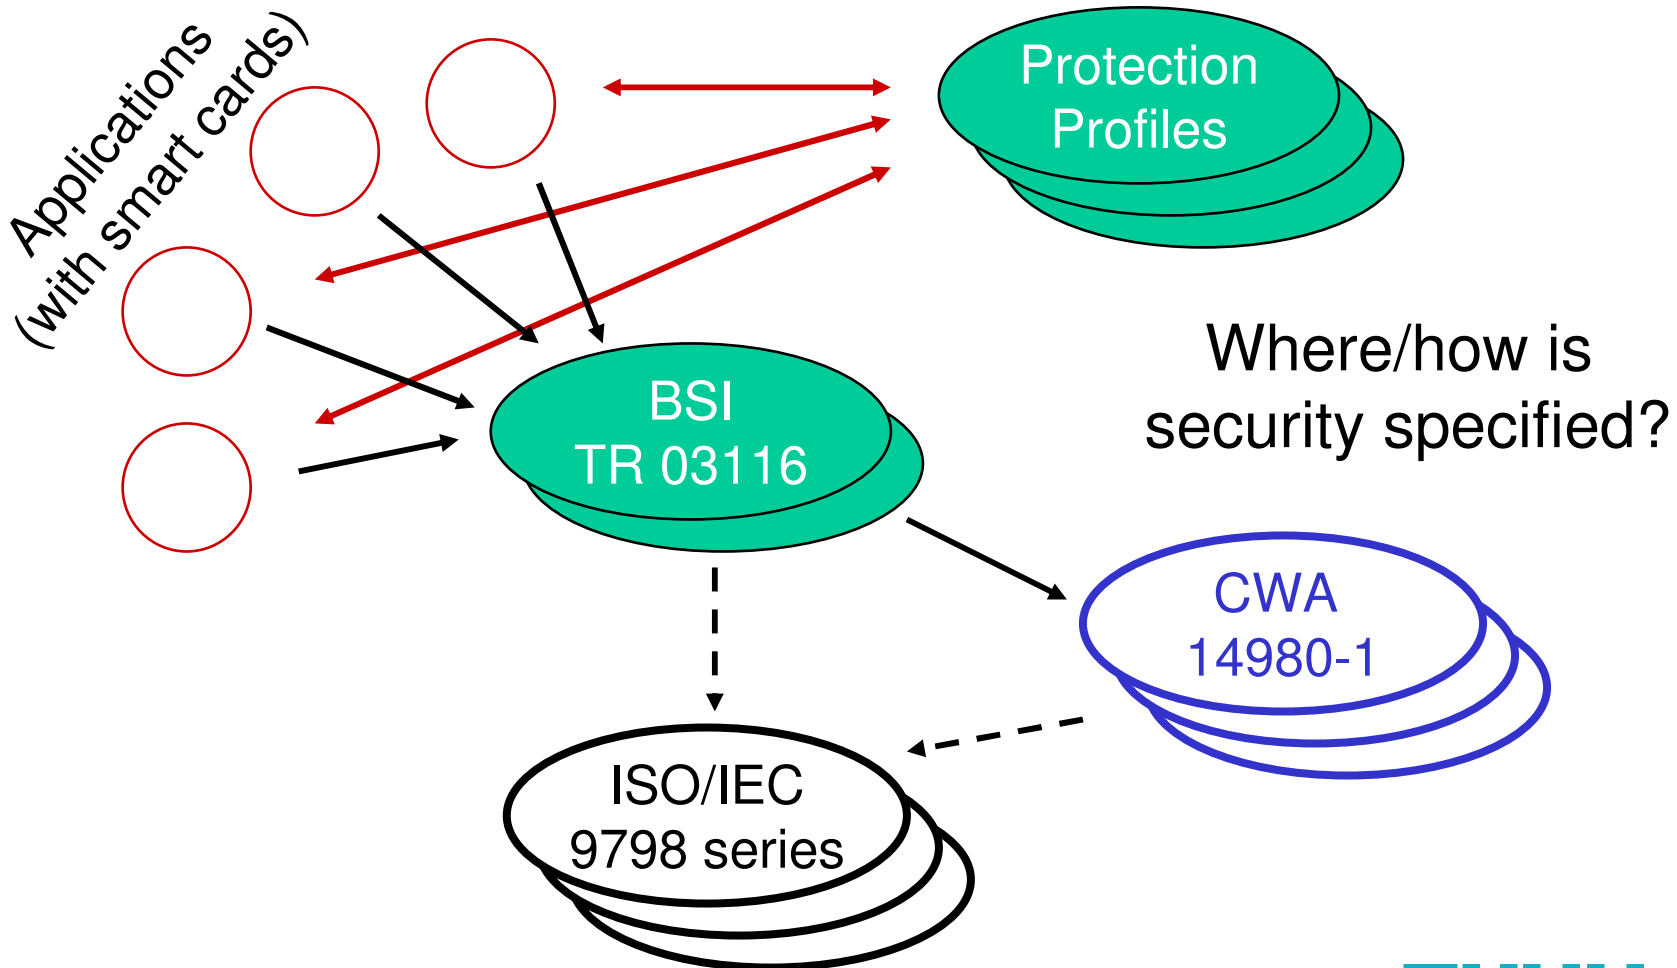 Applications
(with smart cards)
Protection
Profiles
BSI
TR 03116
Where/how is
security specified?
CWA
14980-1
ISO/IEC
9798 series